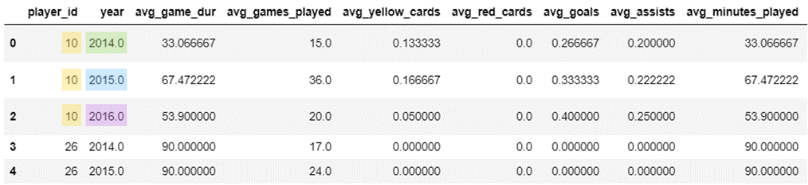 player_id year avg_game_dur avg_games_played avg_yellow_cards avg_red_cards avg_goals avg_assists avg_minutes_played
0 10 2014.0 33.066667 15.0 0.133333 0.0 0.266667 0.200000 33.066667
1 10 2015.0 67.472222 36.0 0.166667 0.0 0.333333 0.222222 67.472222
2 10 2016.0 53.900000 20.0 0.050000 0.0 0.400000 0.250000 53.900000
3 26 2014.0 90.000000 17.0 0.000000 0.0 0.000000 0.000000 90.000000
4 26 2015.0 90.000000 24.0 0.000000 0.0 0.000000 0.000000 90.000000